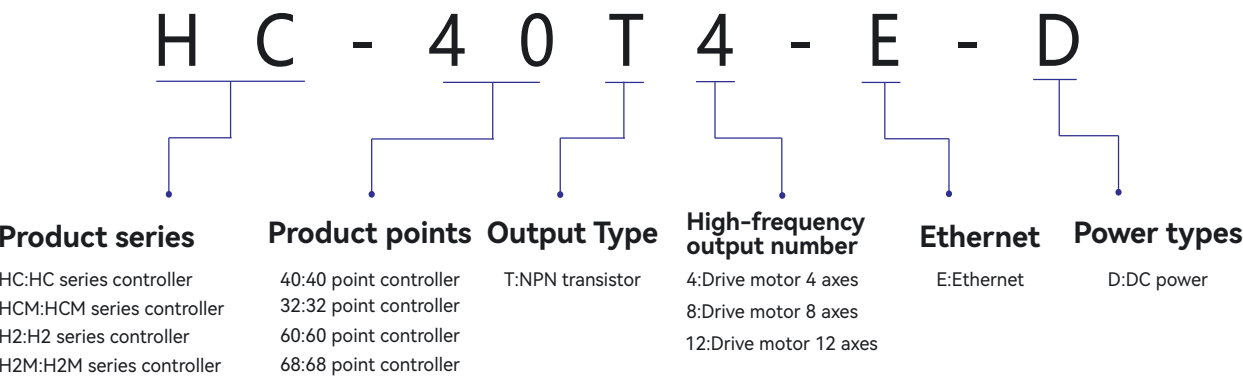 HC-40T4-E-D
Product series
HC:HC series controller
HCM:HCM series controller
H2:H2 series controller
H2M:H2M series controller
Product points
40:40 point controller
32:32 point controller
60:60 point controller
68:68 point controller
Output Type
T:NPN transistor
High-frequency
output number
4:Drive motor 4 axes
8:Drive motor 8 axes
12:Drive motor 12 axes
Ethernet
E:Ethernet
Power types
D:DC power